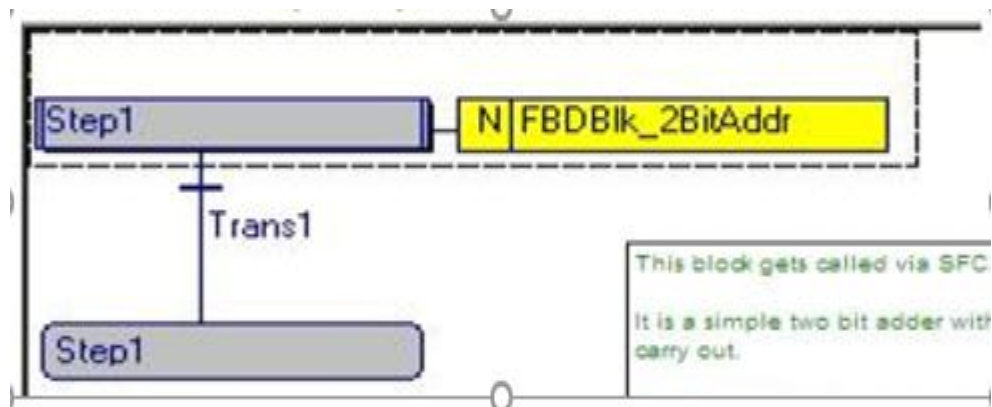 Step1
N FBDBlk_2BitAddr
Trans1
This block gets called via SFC.
It is a simple two bit adder with
carry out.
Step1